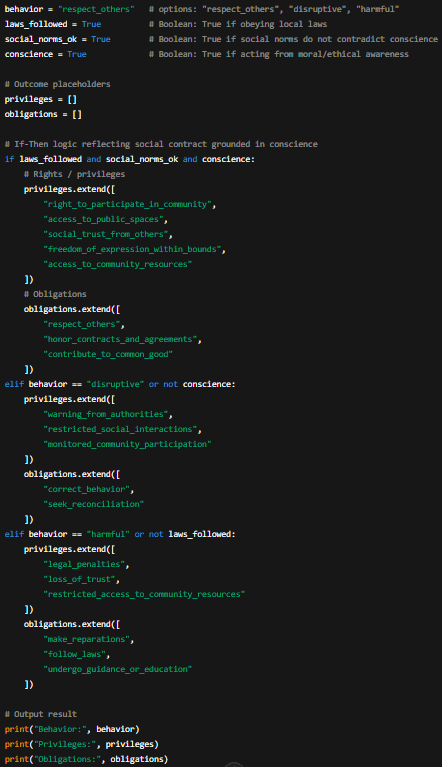 behavior = "respect_others"  # options: "respect_others", "disruptive", "harmful"
laws_followed = True         # Boolean: True if obeying local laws
social_norms_ok = True       # Boolean: True if social norms do not contradict conscience
conscience = True            # Boolean: True if acting from moral/ethical awareness

# Outcome placeholders
privileges = []
obligations = []

# If-Then logic reflecting social contract grounded in conscience
if laws_followed and social_norms_ok and conscience:
    # Rights / privileges
    privileges.extend([
        "right_to_participate_in_community",
        "access_to_public_spaces",
        "social_trust_from_others",
        "freedom_of_expression_within_bounds",
        "access_to_community_resources"
    ])
    # Obligations
    obligations.extend([
        "respect_others",
        "honor_contracts_and_agreements",
        "contribute_to_common_good"
    ])
elif behavior == "disruptive" or not conscience:
    privileges.extend([
        "warning_from_authorities",
        "restricted_social_interactions",
        "monitored_community_participation"
    ])
    obligations.extend([
        "correct_behavior",
        "seek_reconciliation"
    ])
elif behavior == "harmful" or not laws_followed:
    privileges.extend([
        "legal_penalties",
        "loss_of_trust",
        "restricted_access_to_community_resources"
    ])
    obligations.extend([
        "make_reparations",
        "follow_laws",
        "undergo_guidance_or_education"
    ])

# Output result
print("Behavior:", behavior)
print("Privileges:", privileges)
print("Obligations:", obligations)